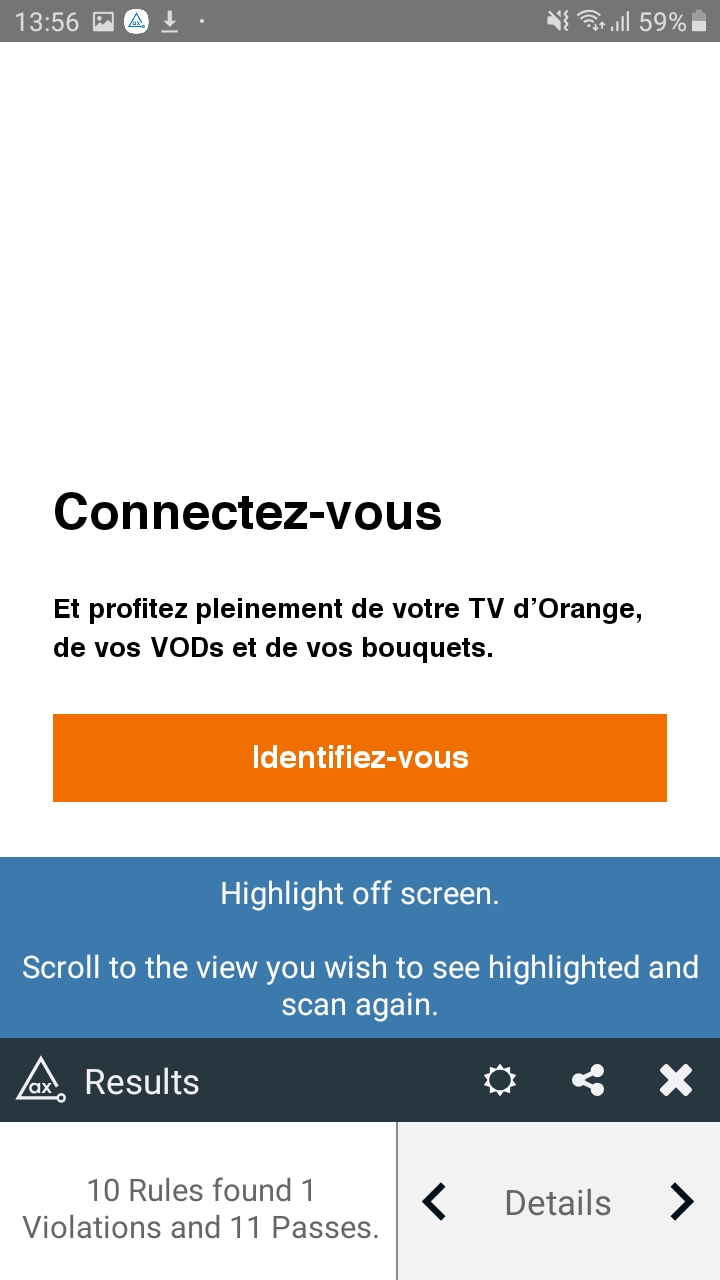 13:56
59%
Connectez-vous
Et profitez pleinement de votre TV d’Orange,
de vos VODs et de vos bouquets.
Identifiez-vous
Highlight off screen.
Scroll to the view you wish to see highlighted and
scan again.
ax Results
10 Rules found 1
Violations and 11 Passes.
Details